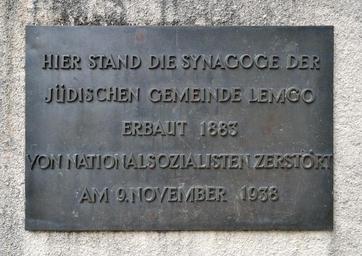 HIER STAND DIE SYNAGOGE DER
JÜDISCHEN GEMEINDE LEMGO
ERBAUT 1883
VON NATIONALSOZIALISTEN ZERSTÖRT
AM 9. NOVEMBER 1938